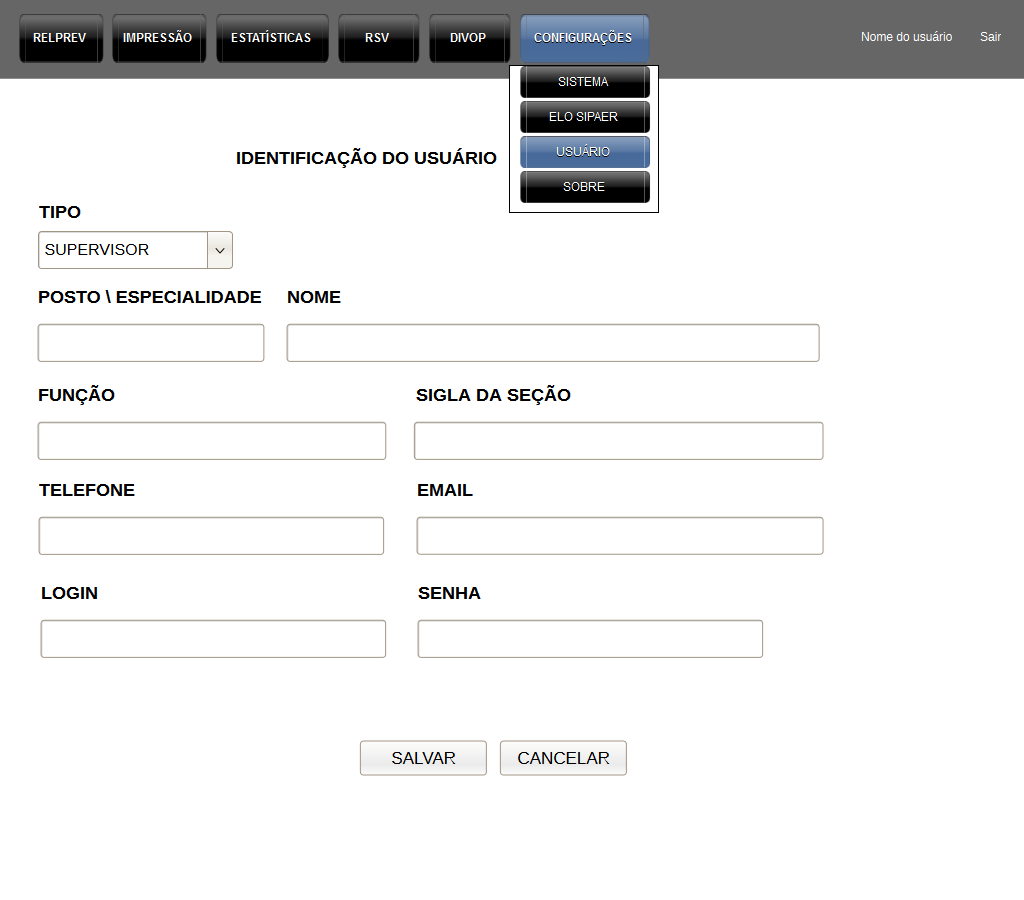 RELPREV IMPRESSÃO ESTATÍSTICAS RSV DIVOP CONFIGURAÇÕES Nome do usuário Sair
SISTEMA
ELO SIPAER
USUÁRIO
SOBRE
IDENTIFICAÇÃO DO USUÁRIO
TIPO
SUPERVISOR
POSTO \ ESPECIALIDADE NOME
FUNÇÃO SIGLA DA SEÇÃO
TELEFONE EMAIL
LOGIN SENHA
SALVAR CANCELAR